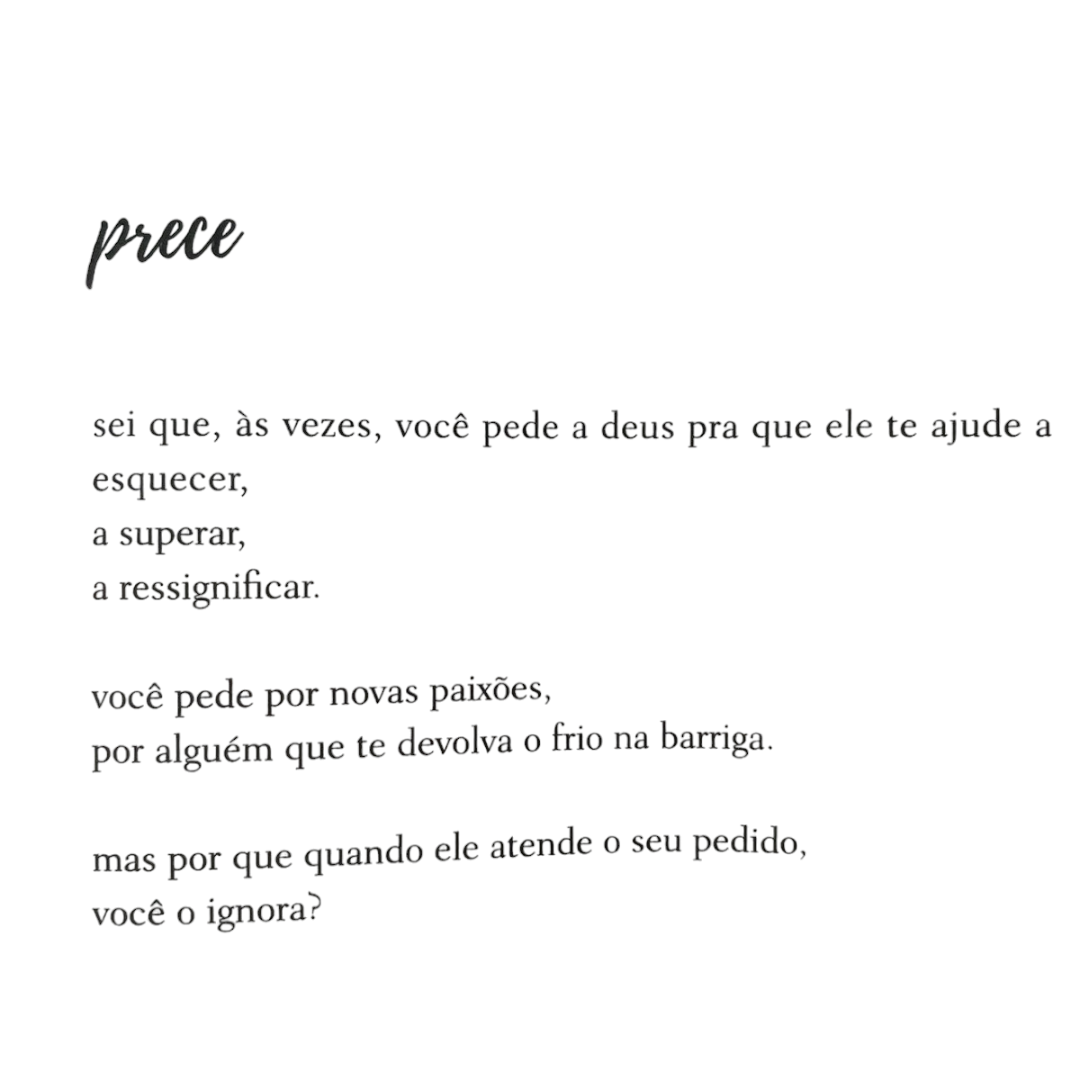 prece
sei que, às vezes, você pede a deus pra que ele te ajude a
esquecer,
a superar,
a ressignificar.
você pede por novas paixões,
por alguém que te devolva o frio na barriga.
mas por que quando ele atende o seu pedido,
você o ignora?